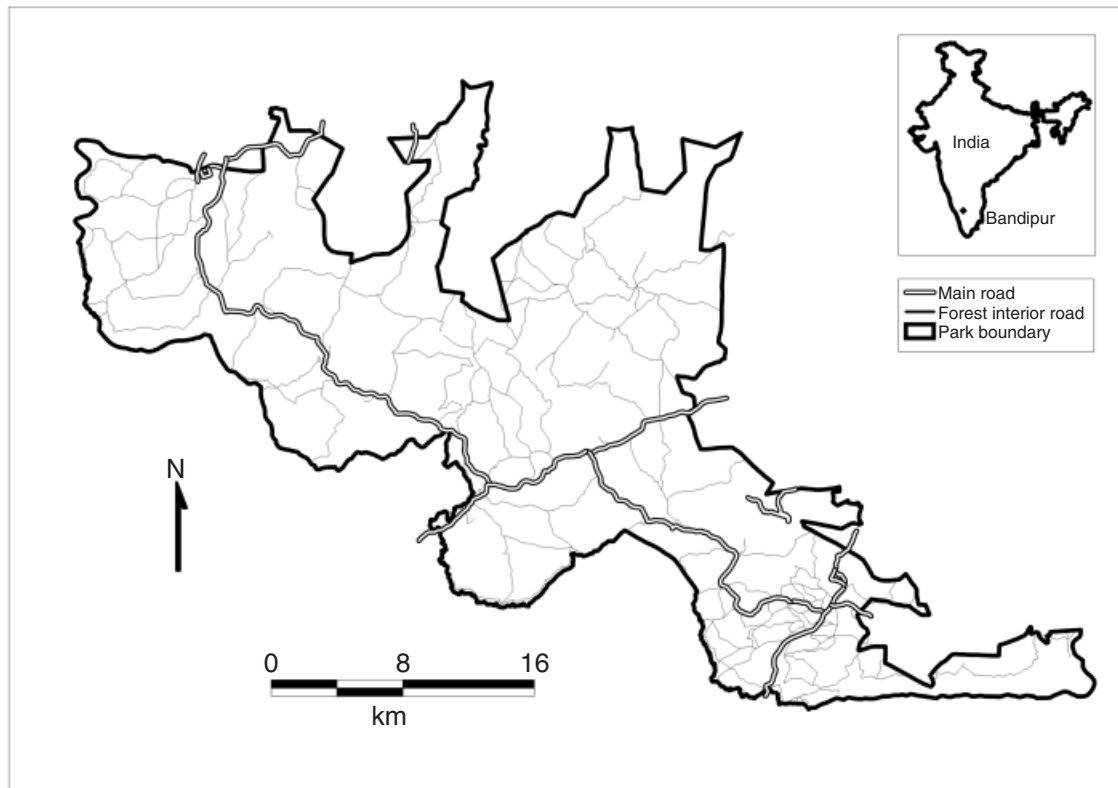 India
Bandipur
Main road
Forest interior road
Park boundary
N
0 8 16
km